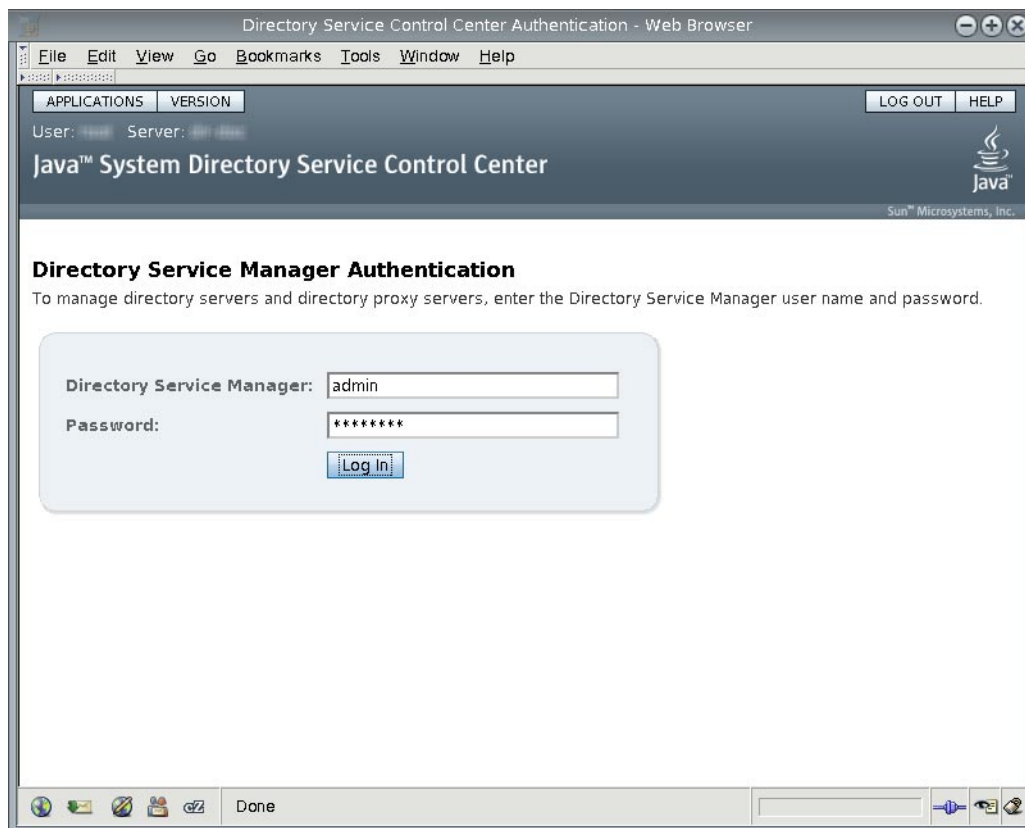 Directory Service Control Center Authentication - Web Browser
File Edit View Go Bookmarks Tools Window Help
APPLICATIONS VERSION LOG OUT HELP
User: Server:
Java™ System Directory Service Control Center
Java™
Sun™ Microsystems, Inc.
Directory Service Manager Authentication
To manage directory servers and directory proxy servers, enter the Directory Service Manager user name and password.
Directory Service Manager: admin
Password: ********
Log In
Done